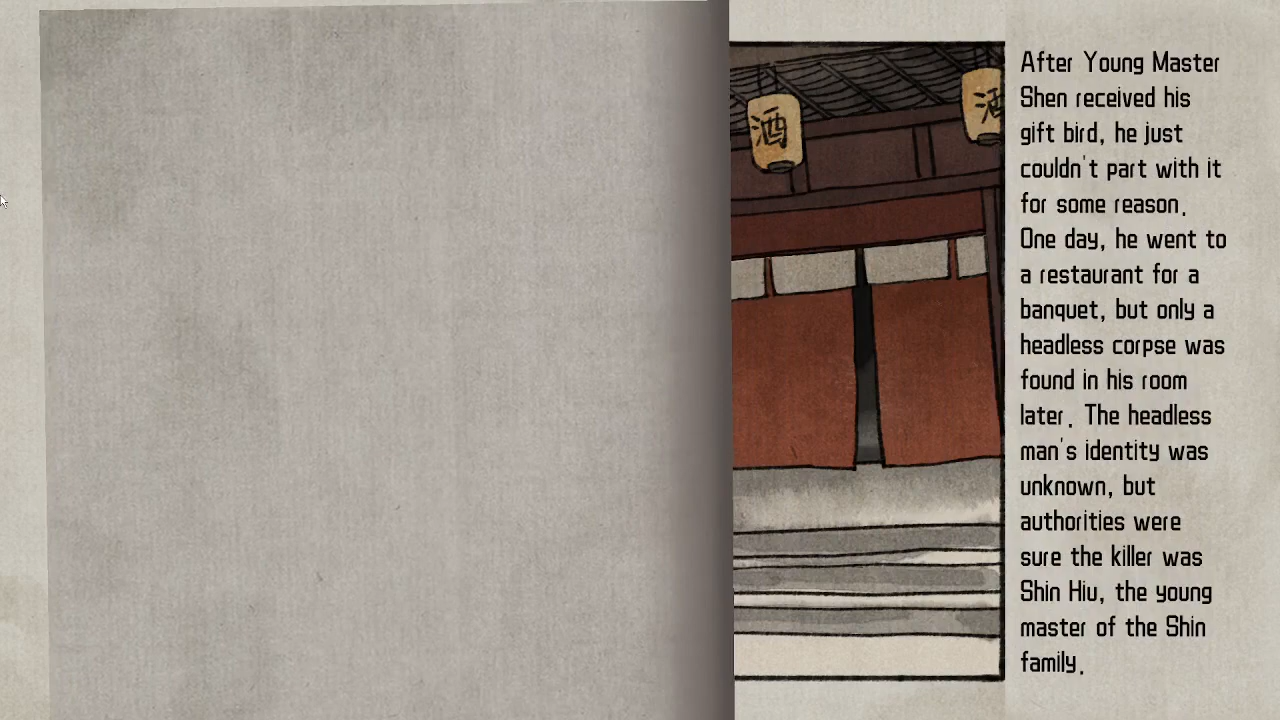 酒
酒
After Young Master
Shen received his
gift bird, he just
couldn't part with it
for some reason.
One day, he went to
a restaurant for a
banquet, but only a
headless corpse was
found in his room
later. The headless
man's identity was
unknown, but
authorities were
sure the killer was
Shin Hiu, the young
master of the Shin
family.